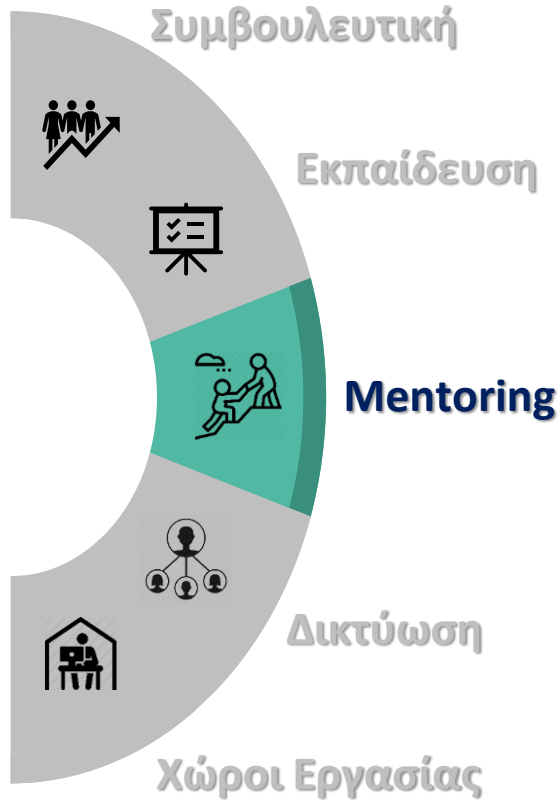 Συμβουλευτική
Εκπαίδευση
Mentoring
Δικτύωση
Χώροι Εργασίας